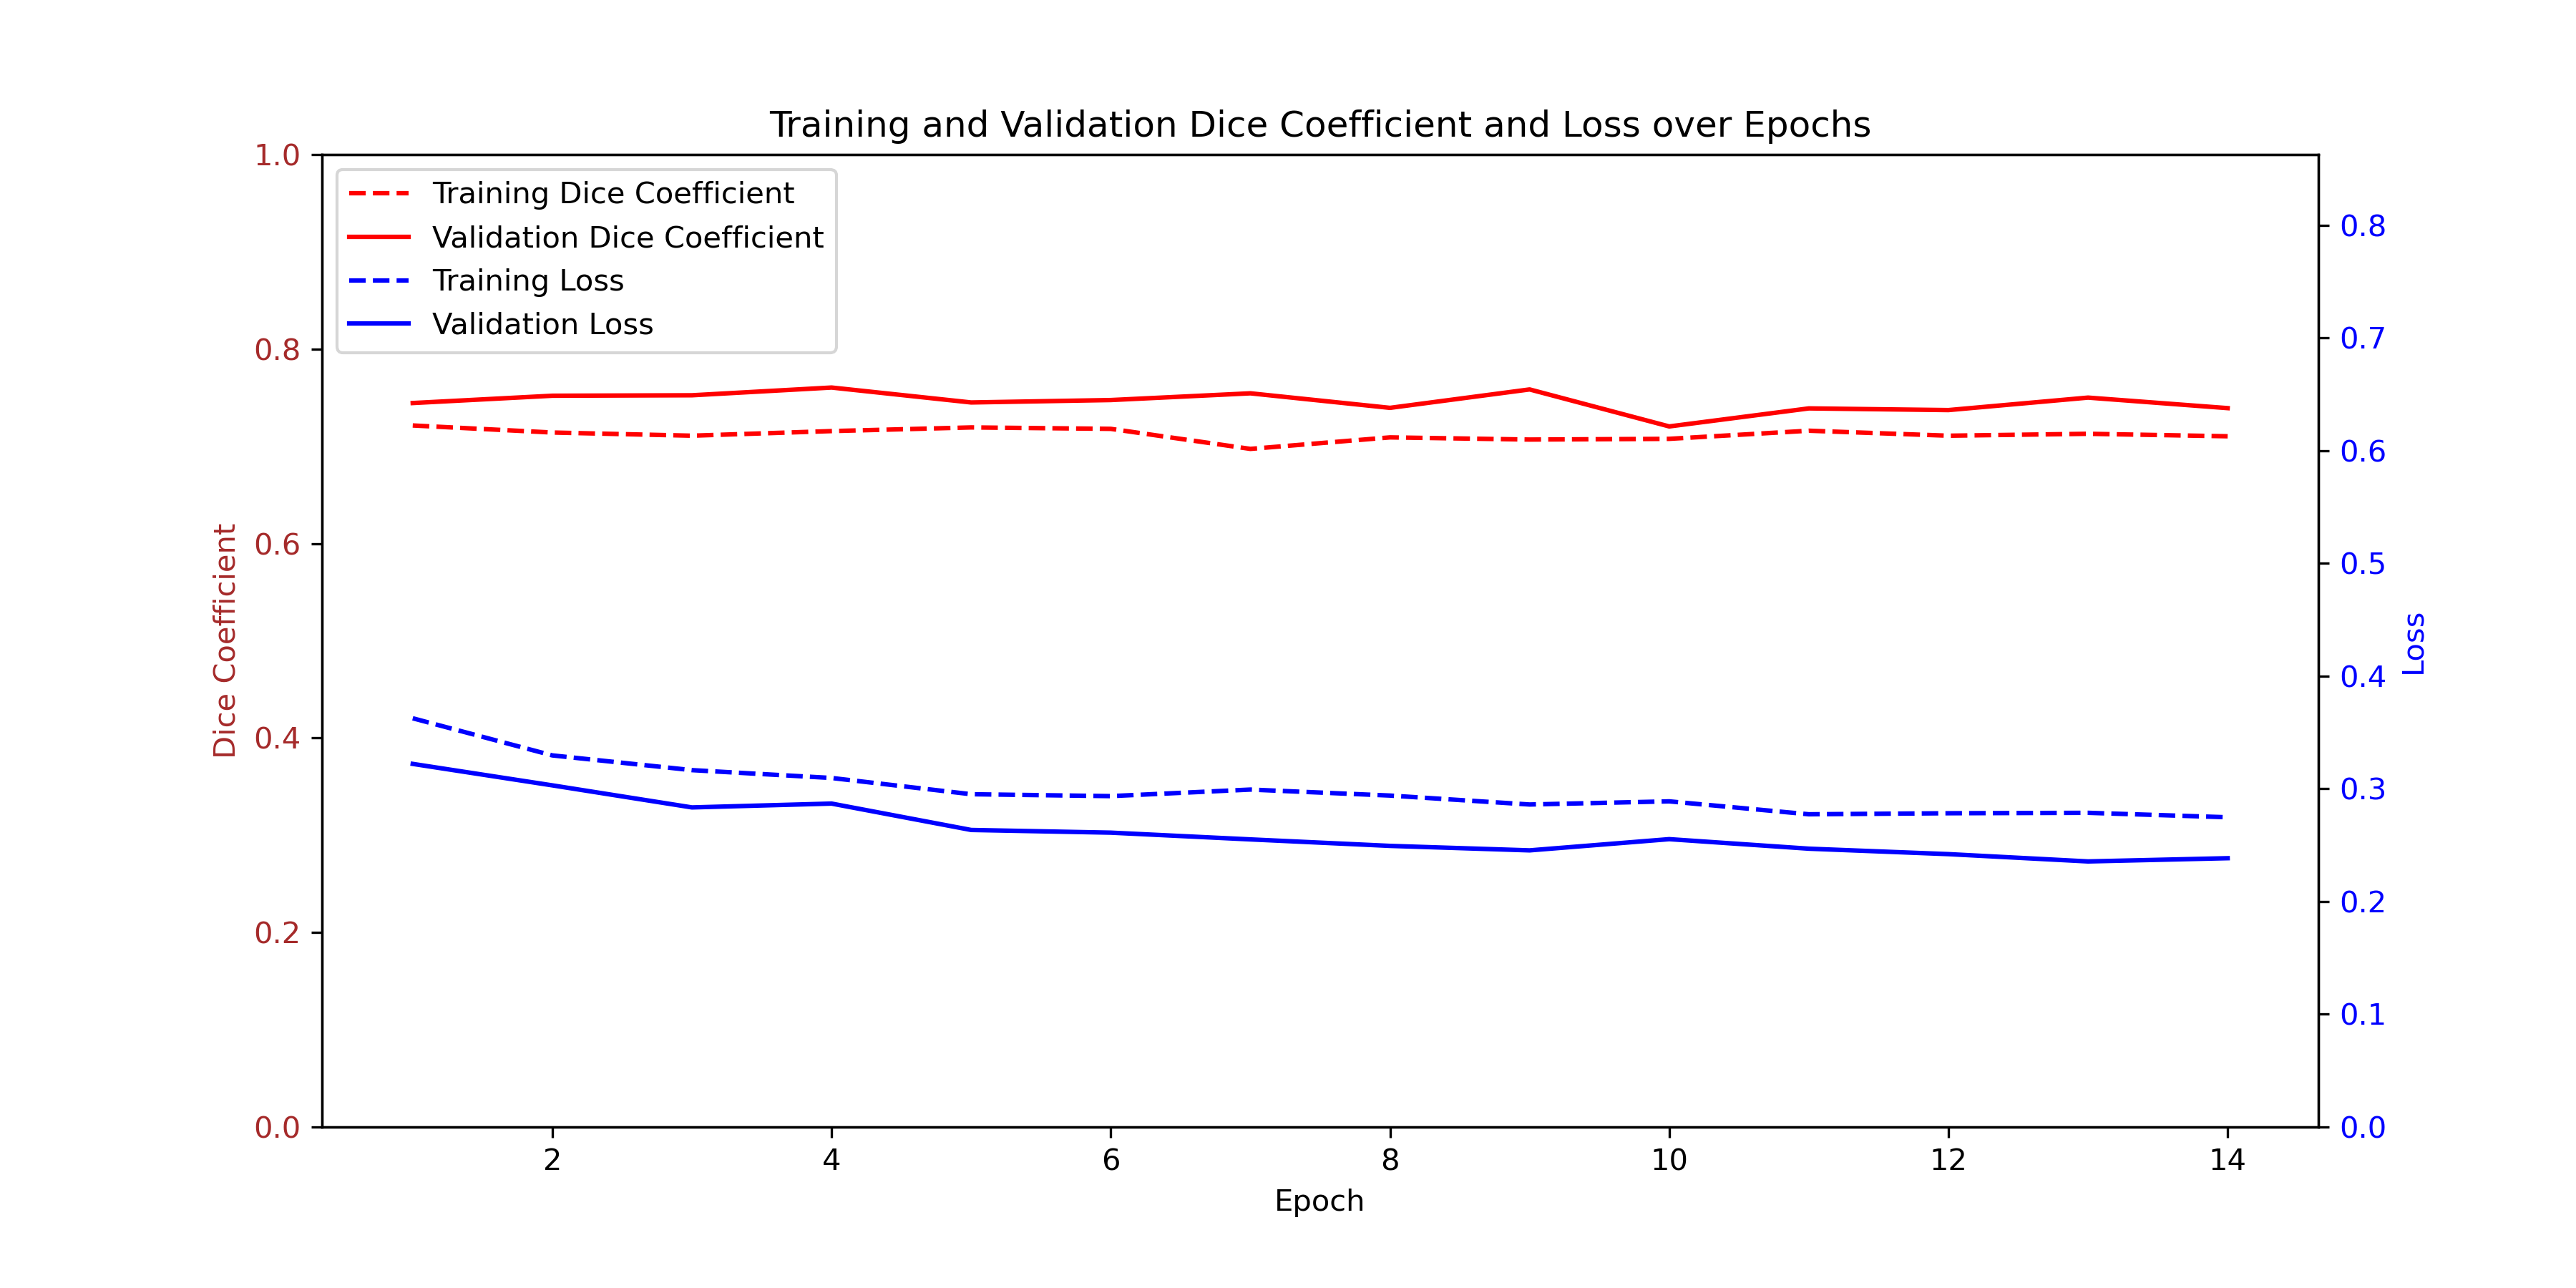 Training and Validation Dice Coefficient and Loss over Epochs
Training Dice Coefficient
Validation Dice Coefficient
Training Loss
Validation Loss
1.0
0.8
0.6
0.4
0.2
0.0
Dice Coefficient
0.8
0.7
0.6
0.5
0.4
0.3
0.2
0.1
0.0
Loss
2 4 6 8 10 12 14
Epoch